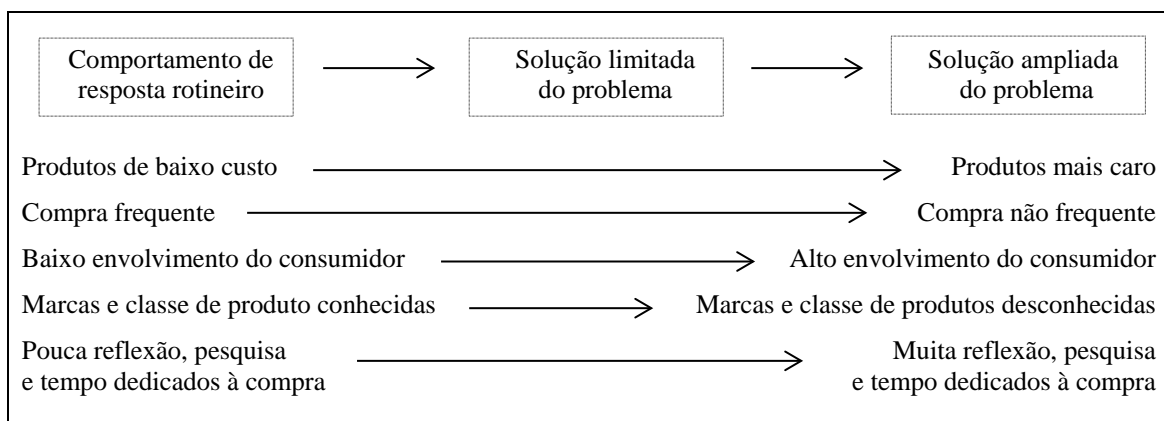 Comportamento de
resposta rotineiro
Solução limitada
do problema
Solução ampliada
do problema
Produtos de baixo custo
Produtos mais caro
Compra frequente
Compra não frequente
Baixo envolvimento do consumidor
Alto envolvimento do consumidor
Marcas e classe de produto conhecidas
Marcas e classe de produtos desconhecidas
Pouca reflexão, pesquisa
e tempo dedicados à compra
Muita reflexão, pesquisa
e tempo dedicados à compra